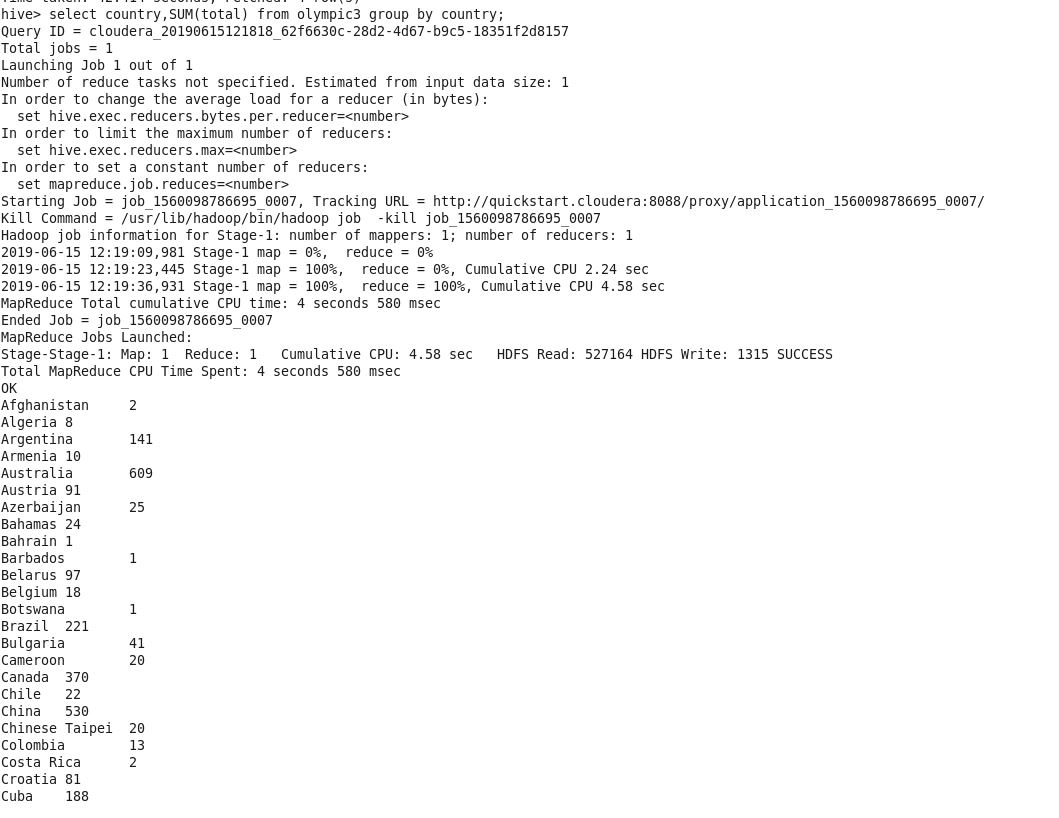 hive> select country,SUM(total) from olympic3 group by country;
Query ID = cloudera_20190615121818_62f6630c-28d2-4d67-b9c5-18351f2d8157
Total jobs = 1
Launching Job 1 out of 1
Number of reduce tasks not specified. Estimated from input data size: 1
In order to change the average load for a reducer (in bytes):
  set hive.exec.reducers.bytes.per.reducer=<number>
In order to limit the maximum number of reducers:
  set hive.exec.reducers.max=<number>
In order to set a constant number of reducers:
  set mapreduce.job.reduces=<number>
Starting Job = job_1560098786695_0007, Tracking URL = http://quickstart.cloudera:8088/proxy/application_1560098786695_0007/
Kill Command = /usr/lib/hadoop/bin/hadoop job  -kill job_1560098786695_0007
Hadoop job information for Stage-1: number of mappers: 1; number of reducers: 1
2019-06-15 12:19:09,981 Stage-1 map = 0%,  reduce = 0%
2019-06-15 12:19:23,445 Stage-1 map = 100%,  reduce = 0%, Cumulative CPU 2.24 sec
2019-06-15 12:19:36,931 Stage-1 map = 100%,  reduce = 100%, Cumulative CPU 4.58 sec
MapReduce Total cumulative CPU time: 4 seconds 580 msec
Ended Job = job_1560098786695_0007
MapReduce Jobs Launched:
Stage-Stage-1: Map: 1  Reduce: 1   Cumulative CPU: 4.58 sec   HDFS Read: 527164 HDFS Write: 1315 SUCCESS
Total MapReduce CPU Time Spent: 4 seconds 580 msec
OK
Afghanistan     2
Algeria 8
Argentina       141
Armenia 10
Australia       609
Austria 91
Azerbaijan      25
Bahamas 24
Bahrain 1
Barbados        1
Belarus 97
Belgium 18
Botswana        1
Brazil  221
Bulgaria        41
Cameroon        20
Canada  370
Chile   22
China   530
Chinese Taipei  20
Colombia        13
Costa Rica      2
Croatia 81
Cuba    188